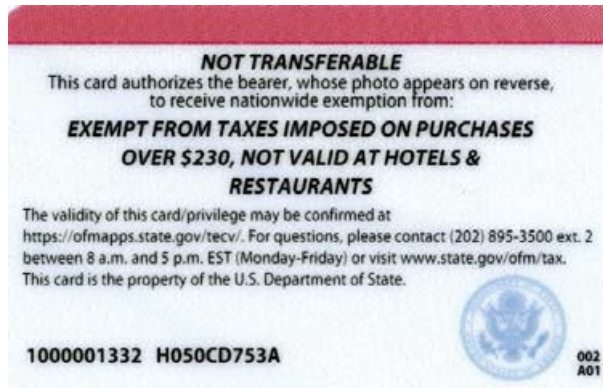 NOT TRANSFERABLE
This card authorizes the bearer, whose photo appears on reverse,
to receive nationwide exemption from:
EXEMPT FROM TAXES IMPOSED ON PURCHASES
OVER $230, NOT VALID AT HOTELS &
RESTAURANTS
The validity of this card/privilege may be confirmed at
https://ofmapps.state.gov/tecv/. For questions, please contact (202) 895-3500 ext. 2
between 8 a.m. and 5 p.m. EST (Monday-Friday) or visit www.state.gov/ofm/tax.
This card is the property of the U.S. Department of State.
1000001332 H050CD753A
002
A01